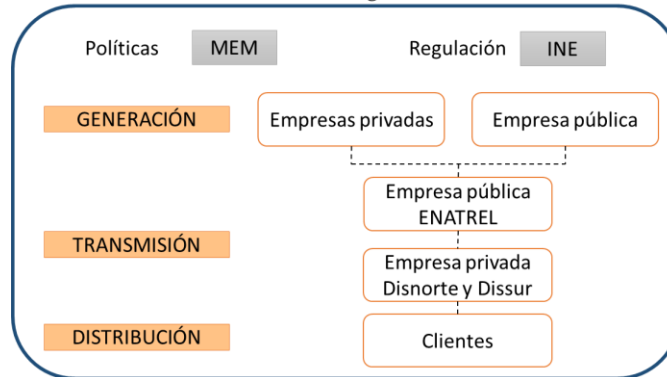 Políticas MEM Regulación INE
GENERACIÓN Empresas privadas Empresa pública
Empresa pública
ENATREL
TRANSMISIÓN
Empresa privada
Disnorte y Dissur
DISTRIBUCIÓN Clientes